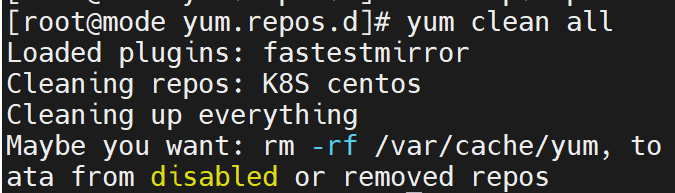 [root@mode yum.repos.d]# yum clean all
Loaded plugins: fastestmirror
Cleaning repos: K8S centos
Cleaning up everything
Maybe you want: rm -rf /var/cache/yum, to
ata from disabled or removed repos